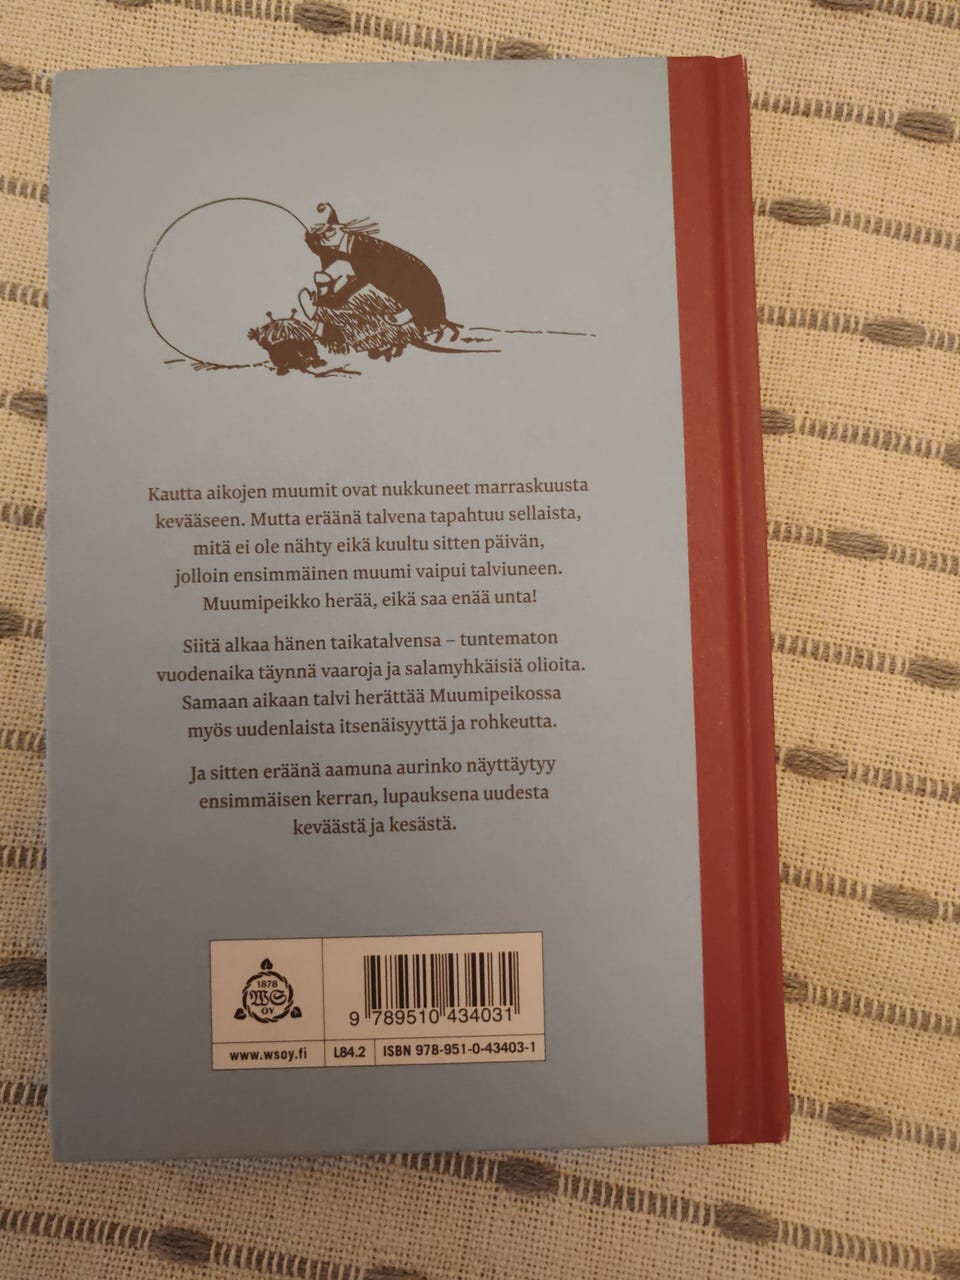 Kautta aikojen muumit ovat nukkuneet marraskuusta
kevääseen. Mutta eräänä talvena tapahtuu sellaista,
mitä ei ole nähty eikä kuultu sitten päivän,
jolloin ensimmäinen muumi vaipui talviuneen.
Muumipeikko herää, eikä saa enää unta!
Siitä alkaa hänen taikatalvensa – tuntematon
vuodenaika täynnä vaaroja ja salamyhkäisiä olioita.
Samaan aikaan talvi herättää Muumipeikossa
myös uudenlaista itsenäisyyttä ja rohkeutta.
Ja sitten eräänä aamuna aurinko näyttäytyy
ensimmäisen kerran, lupauksena uudesta
keväästä ja kesästä.
1878
WS
OY
9 789510 434031
www.wsoy.fi
L84.2
ISBN 978-951-0-43403-1